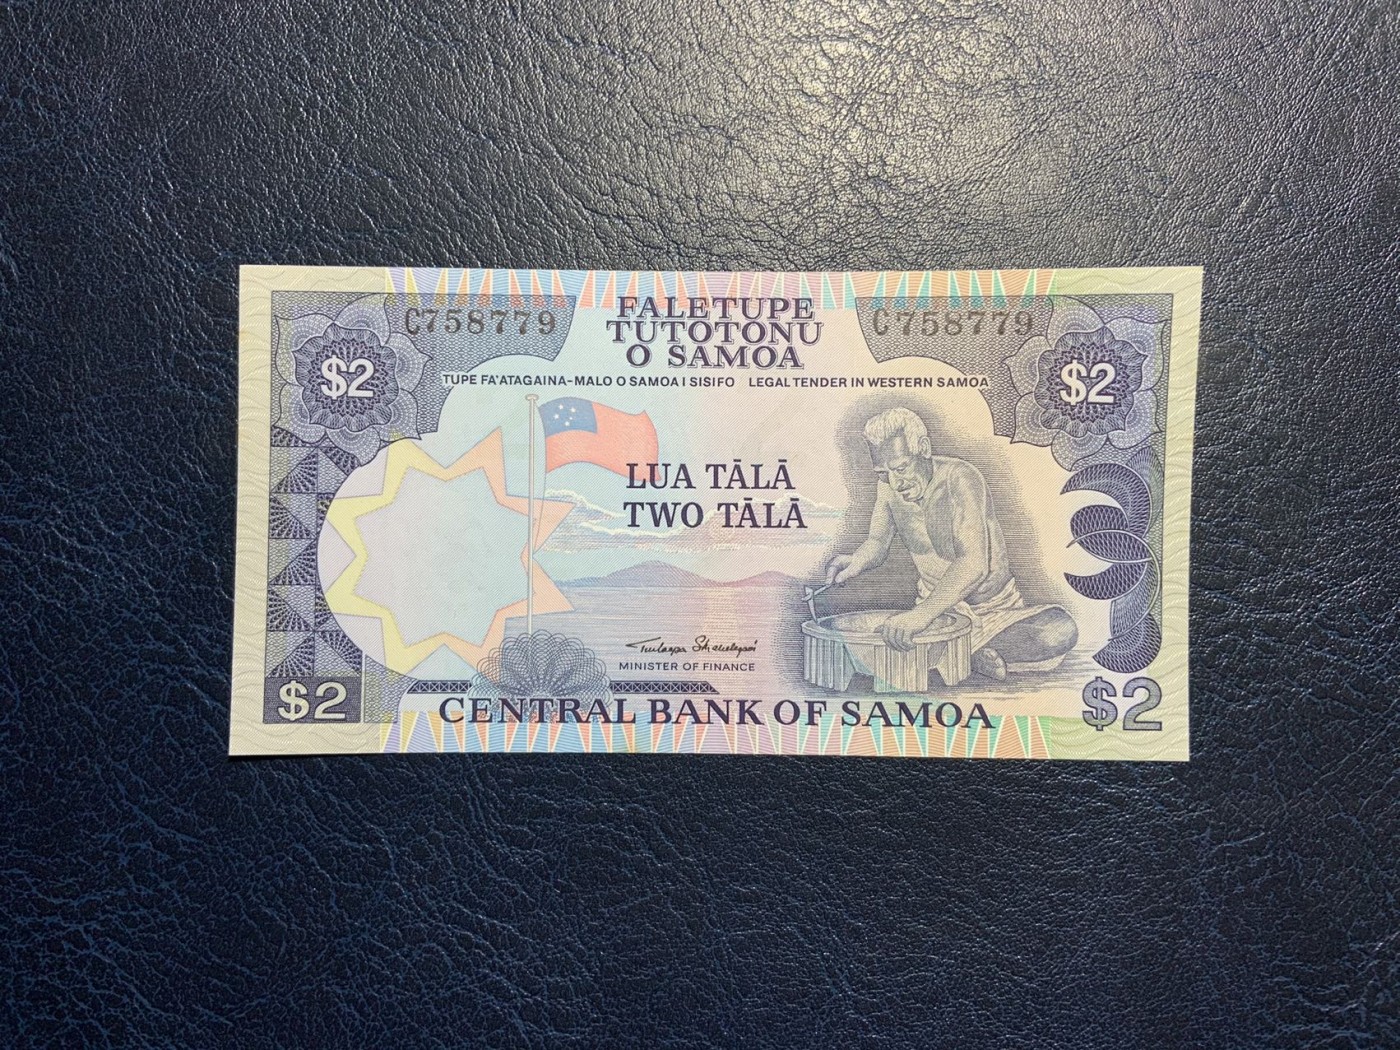 C758779
FALETUPE
TUTOTONU
O SAMOA
C758779
$2
$2
TUPE FA'ATAGAINA-MALO O SAMOA I SISIFO LEGAL TENDER IN WESTERN SAMOA
LUA TĀLĀ
TWO TĀLĀ
MINISTER OF FINANCE
$2
CENTRAL BANK OF SAMOA
$2